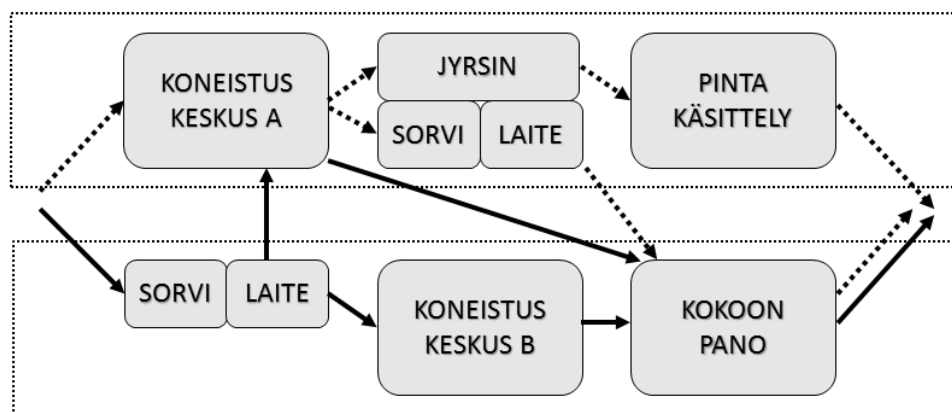 KONEISTUS
KESKUS A
JYRSIN
SORVI
LAITE
PINTA
KÄSITTELY
SORVI
LAITE
KONEISTUS
KESKUS B
KOKOON
PANO